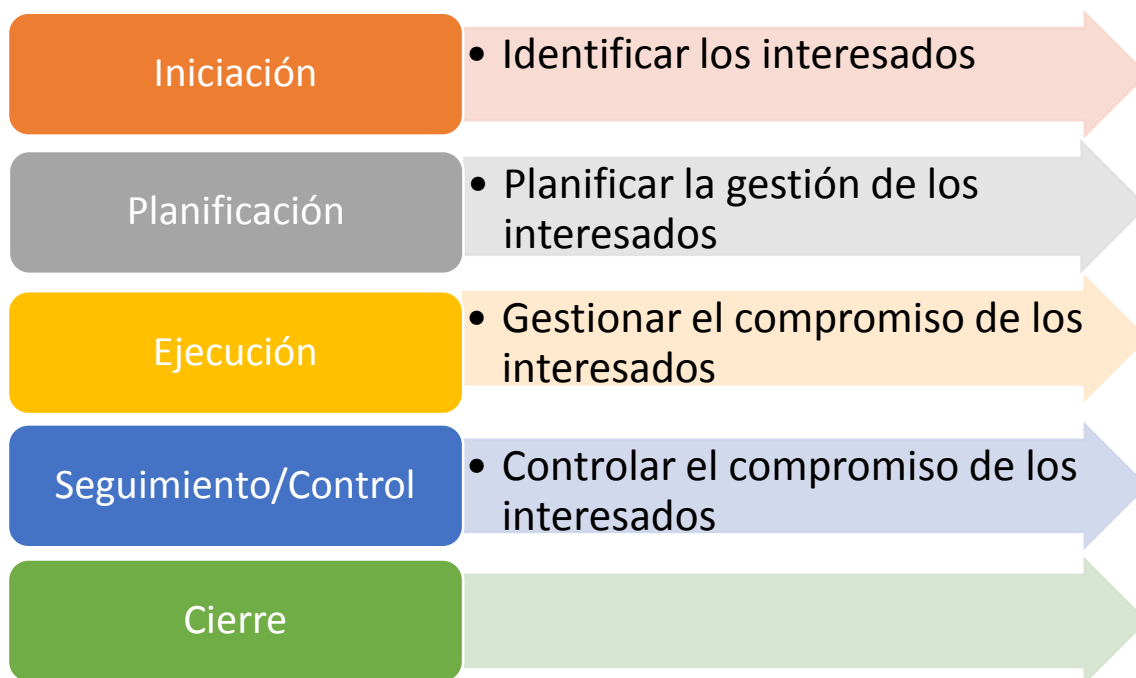 Iniciación
• Identificar los interesados
Planificación
• Planificar la gestión de los
interesados
Ejecución
• Gestionar el compromiso de los
interesados
Seguimiento/Control
• Controlar el compromiso de los
interesados
Cierre